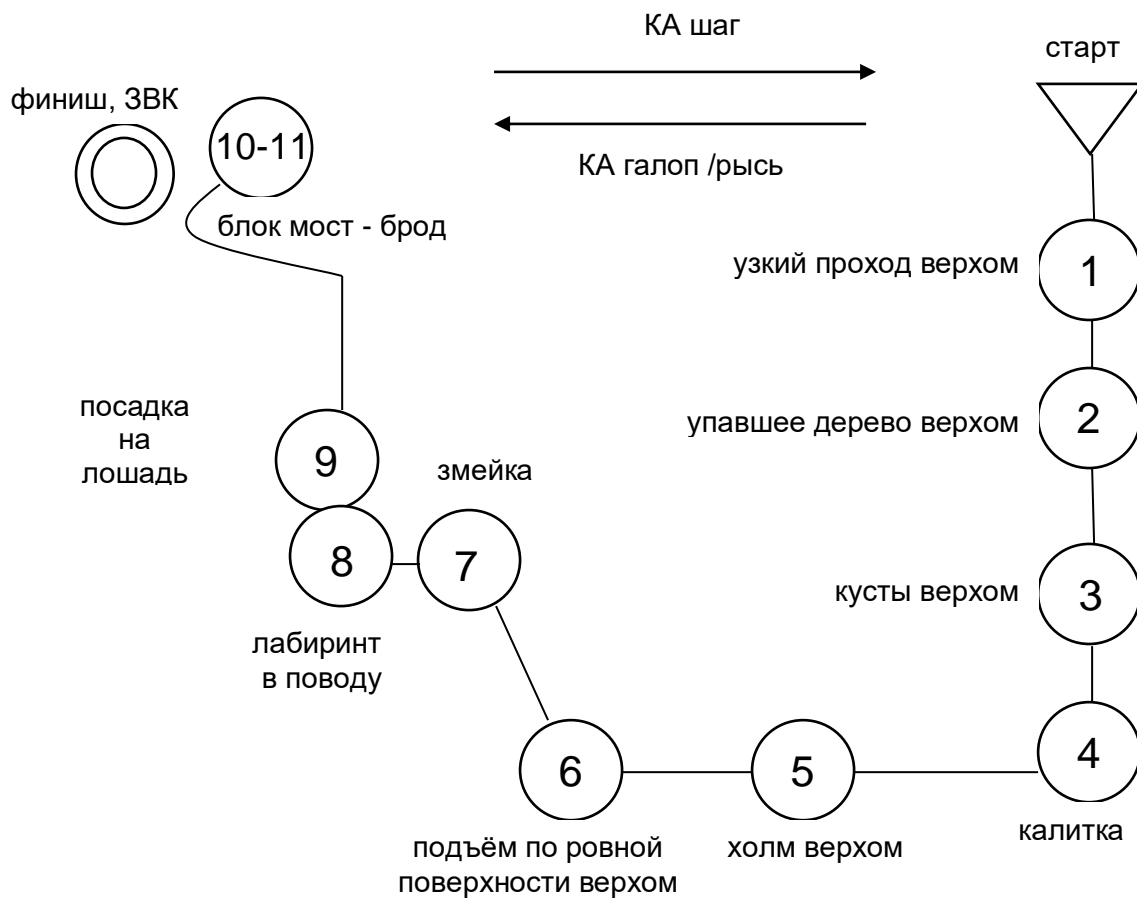 КА шаг
старт
финиш, ЗВК
10-11
КА галоп /рысь
блок мост - брод
узкий проход верхом
1
упавшее дерево верхом
2
посадка
на
лошадь
9
змейка
8
7
кусты верхом
3
лабиринт
в поводу
6
5
4
подъём по ровной
поверхности верхом
холм верхом
калитка